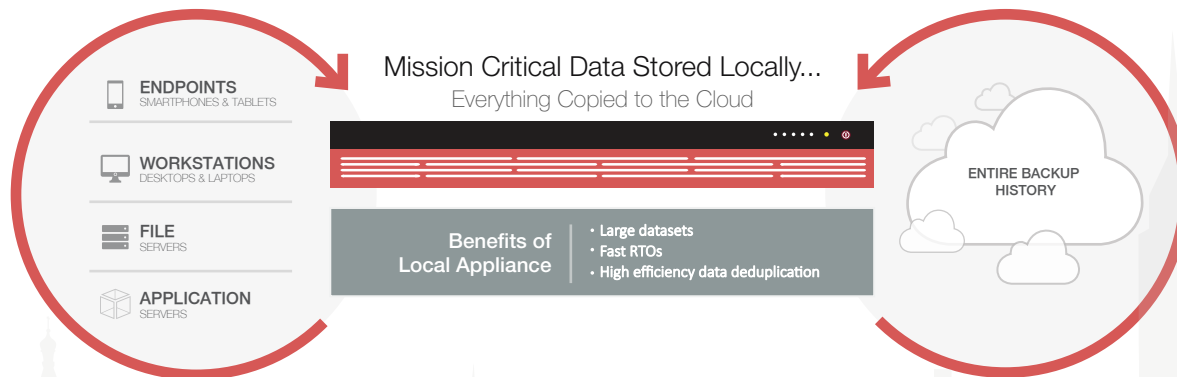 ENDPOINTS
SMARTPHONES & TABLETS
WORKSTATIONS
DESKTOPS & LAPTOPS
FILE
SERVERS
APPLICATION
SERVERS
Mission Critical Data Stored Locally...
Everything Copied to the Cloud
Benefits of
Local Appliance
• Large datasets
• Fast RTOs
• High efficiency data deduplication
ENTIRE BACKUP
HISTORY